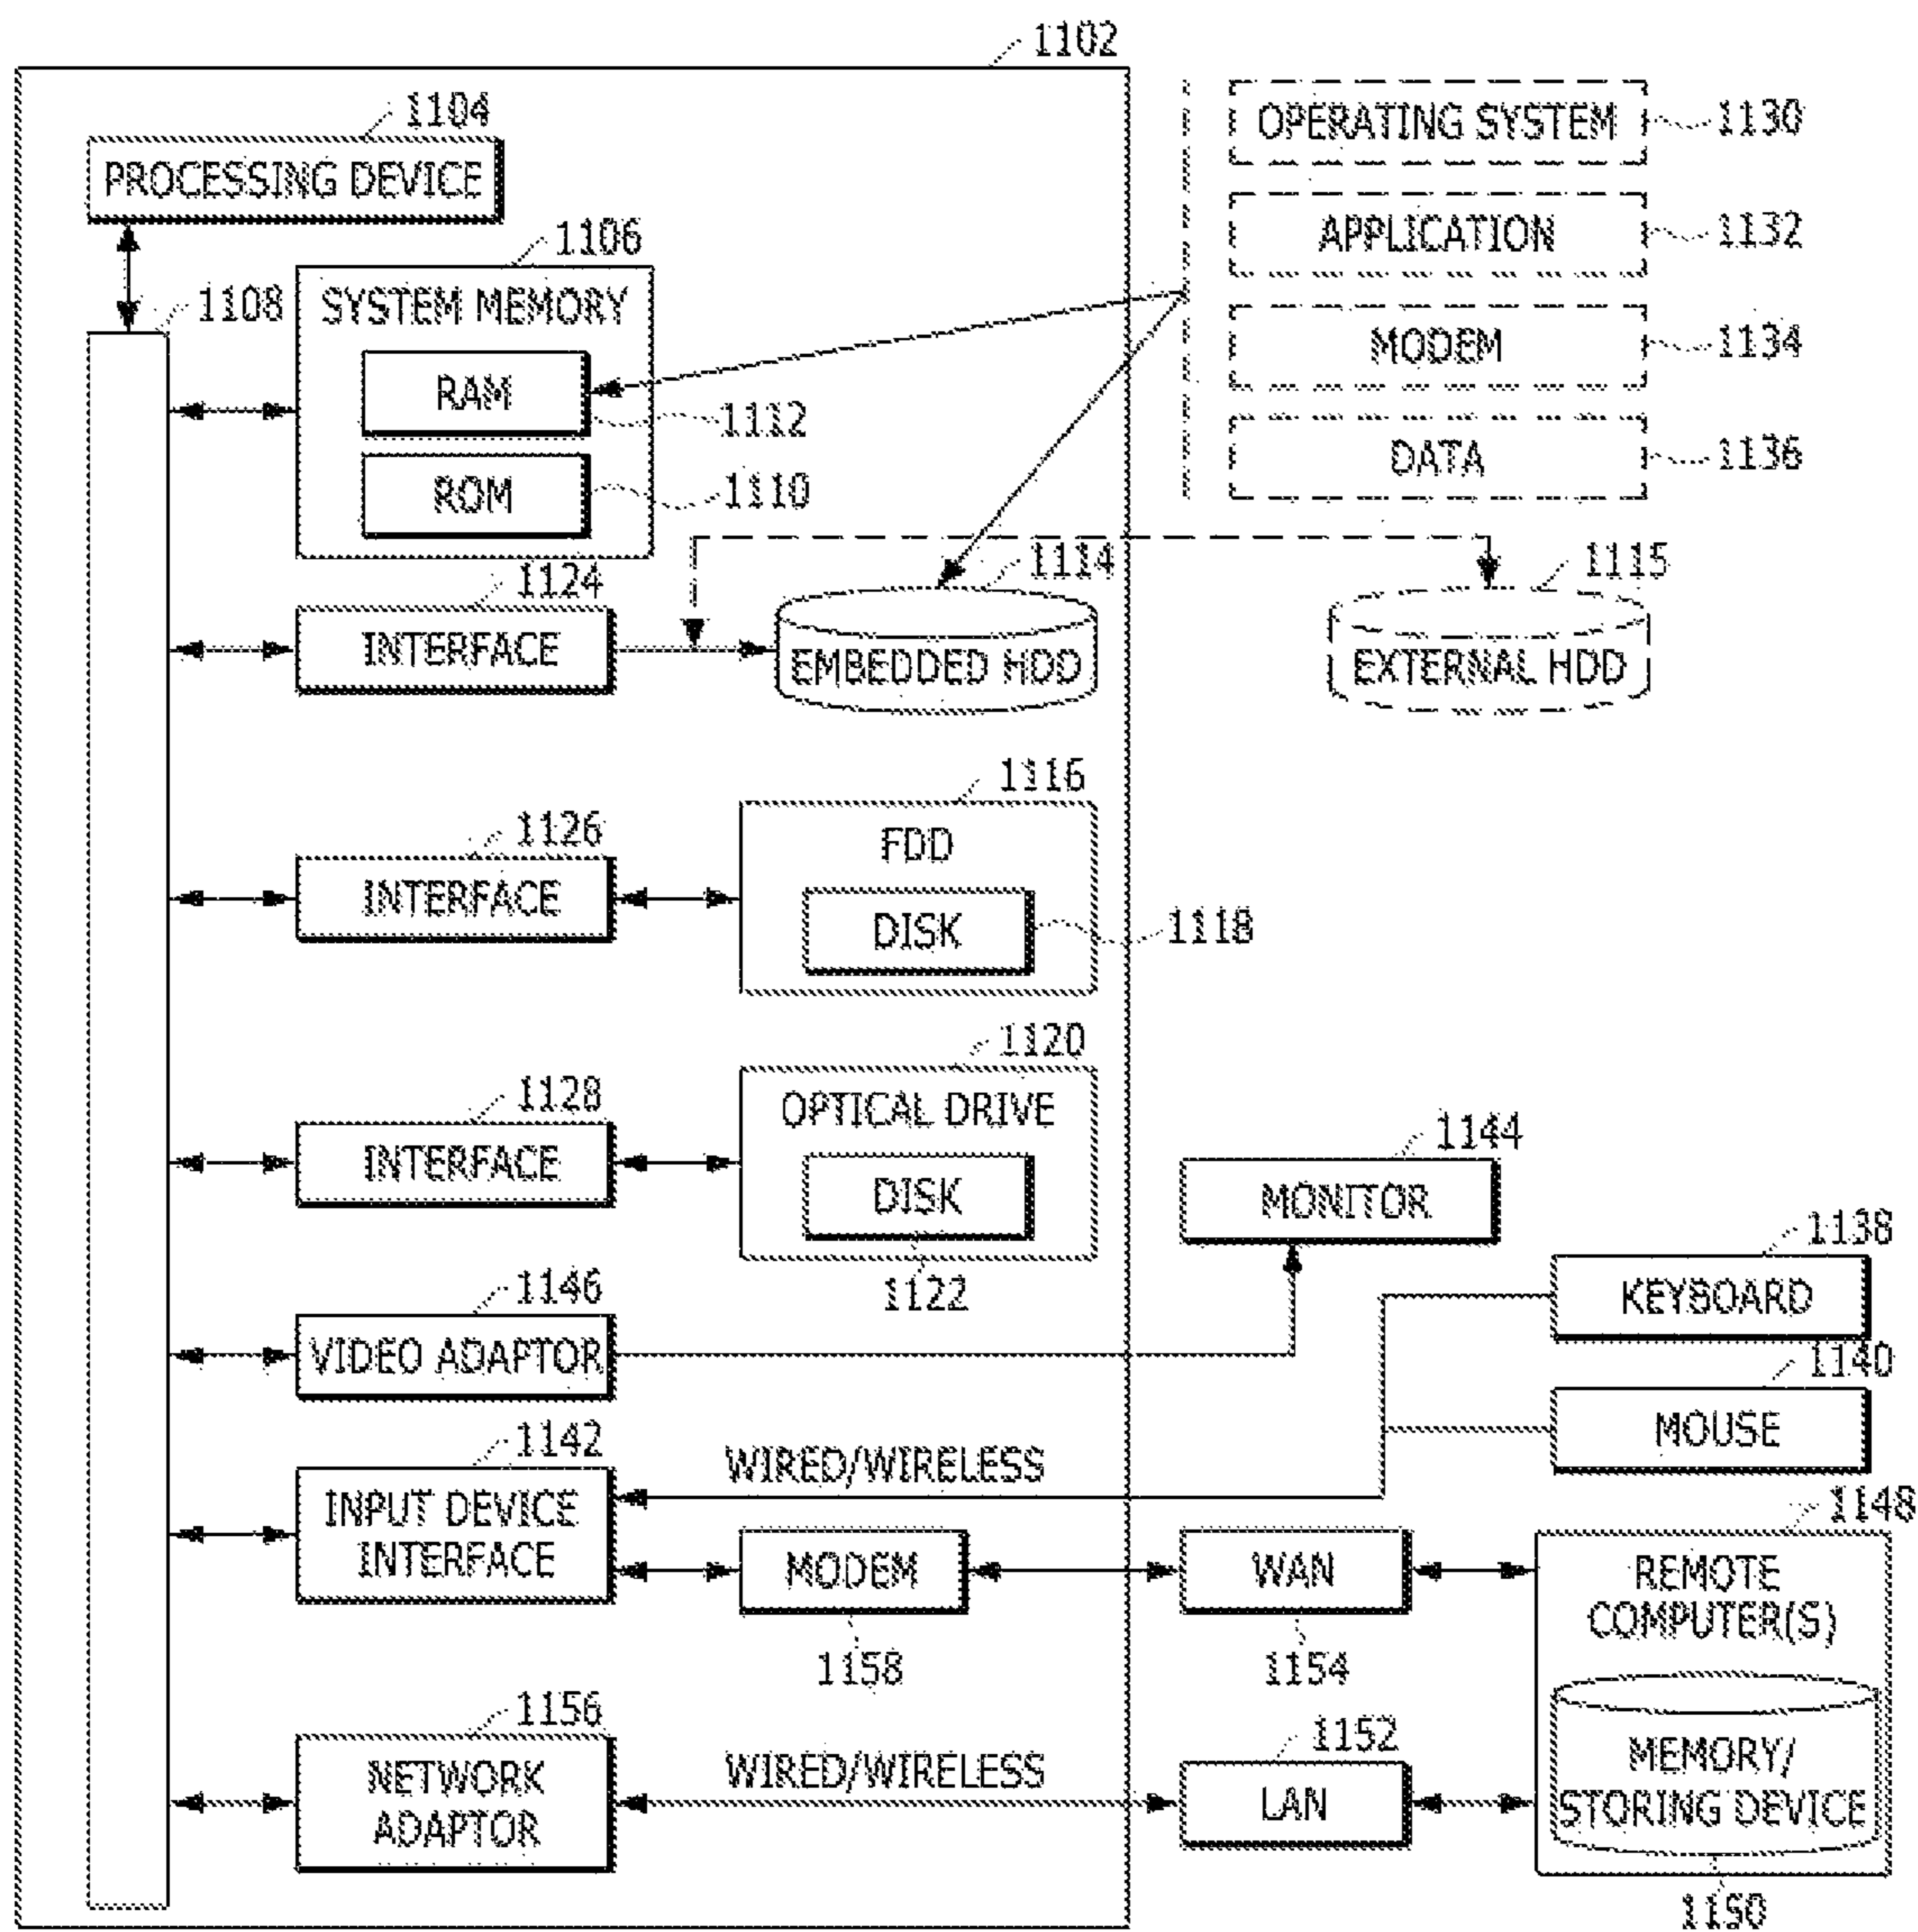 1102
1104
PROCESSING DEVICE
OPERATING SYSTEM
1130
APPLICATION
1132
MODEM
1134
DATA
1136
1106
SYSTEM MEMORY
1108
RAM
1112
ROM
1110
1124
INTERFACE
1114
EMBEDDED HDD
1115
EXTERNAL HDD
1126
INTERFACE
1116
FDD
DISK
1118
1128
INTERFACE
1120
OPTICAL DRIVE
DISK
1122
1144
MONITOR
1138
KEYBOARD
1140
MOUSE
1146
VIDEO ADAPTOR
1142
INPUT DEVICE
INTERFACE
WIRED/WIRELESS
MODEM
1158
WAN
1154
1148
REMOTE
COMPUTER(S)
MEMORY/
STORING DEVICE
1150
1156
NETWORK
ADAPTOR
WIRED/WIRELESS
1152
LAN